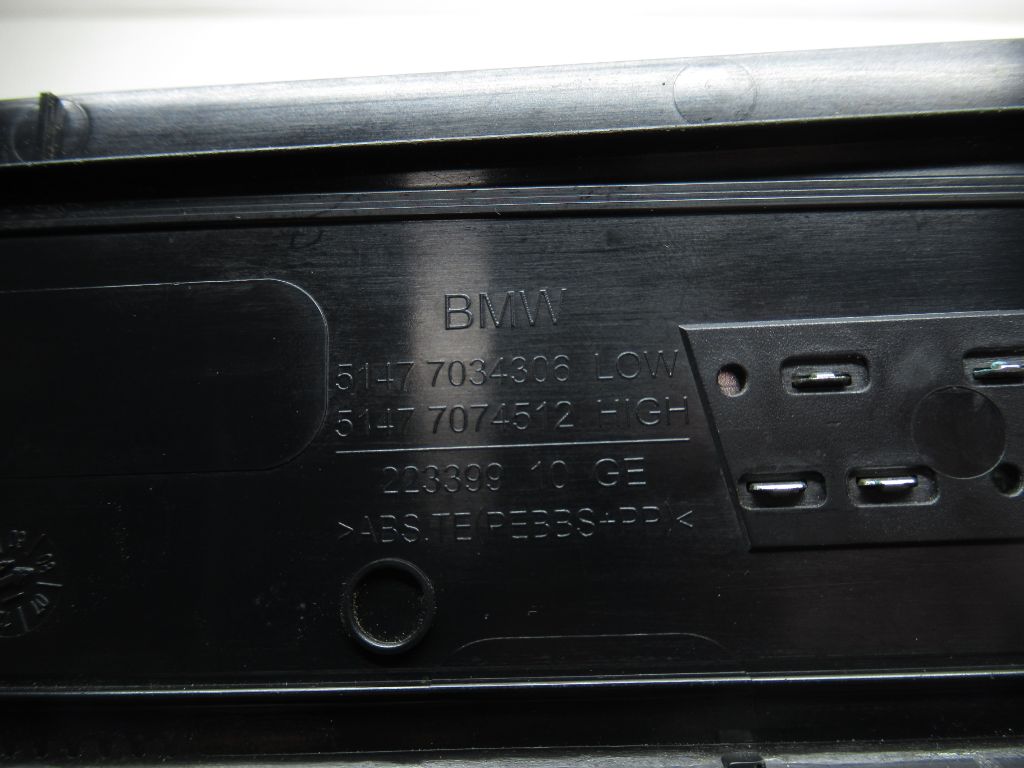 BMW
5147 7034306 LOW
5147 7074512 HIGH
223399 10 GE
>ABS.TE(PEBBS+PP)<